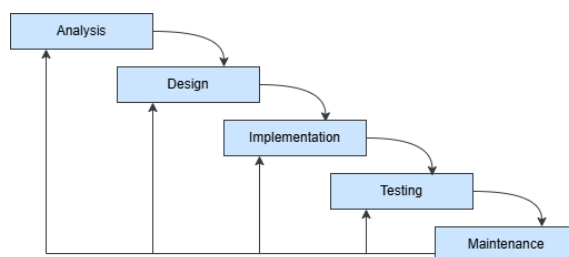 Analysis
Design
Implementation
Testing
Maintenance